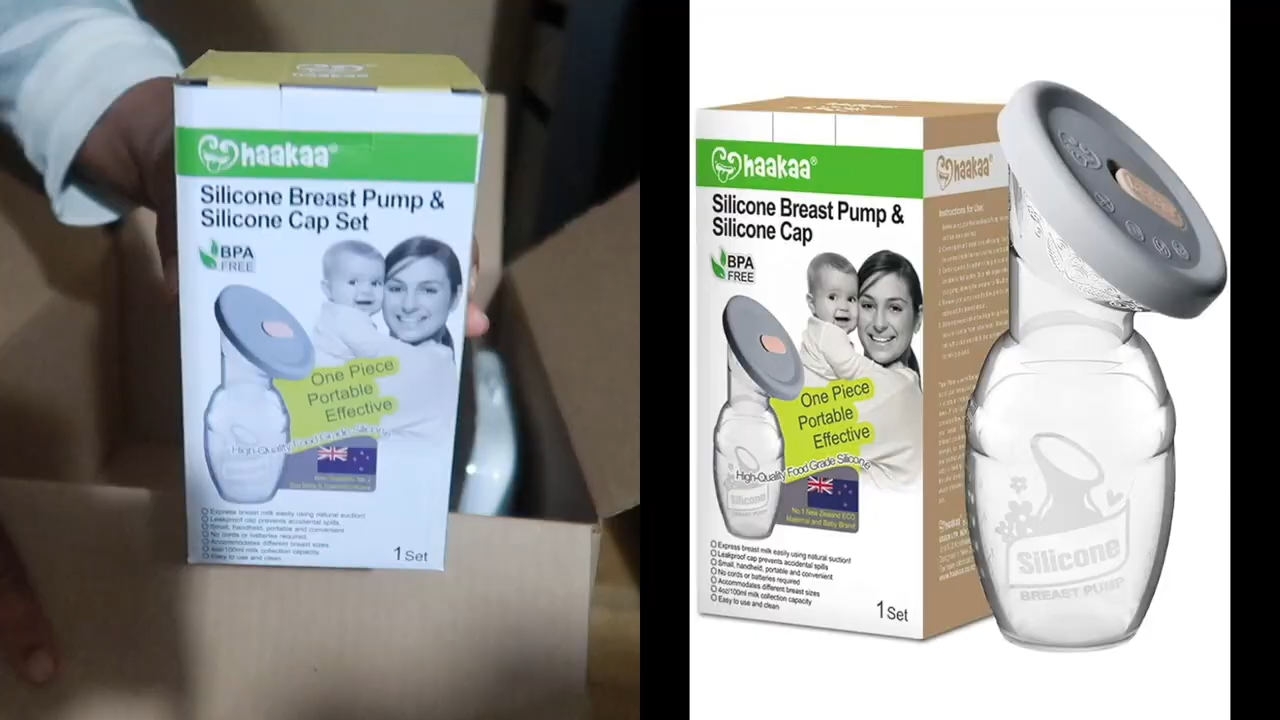 haakaa®
Silicone Breast Pump &
Silicone Cap Set
BPA
FREE
One Piece
Portable
Effective
High-Quality Food Grade Silicone
Express breast milk easily using natural suction!
Leakproof cap prevents accidental spills
Small, handheld, portable and convenient
No cords or batteries required
Accommodates different breast sizes
4oz/100ml milk collection capacity
Easy to use and clean
1 Set
haakaa®
Silicone Breast Pump &
Silicone Cap
BPA
FREE
One Piece
Portable
Effective
High-Quality Food Grade Silicone
Silicone
BREAST PUMP
No.1 New Zealand ECO
Maternal and Baby Brand
Express breast milk easily using natural suction!
Leakproof cap prevents accidental spills
Small, handheld, portable and convenient
No cords or batteries required
Accommodates different breast sizes
4oz/100ml milk collection capacity
Easy to use and clean
1 Set
haakaa®
Instructions for Use:
Silicone
BREAST PUMP